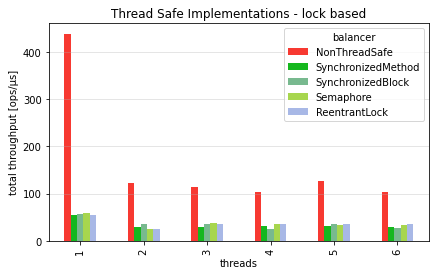 Thread Safe Implementations - lock based
total throughput [ops/µs]
400
300
200
100
0
balancer
NonThreadSafe
SynchronizedMethod
SynchronizedBlock
Semaphore
ReentrantLock
1 2 3 4 5 6
threads